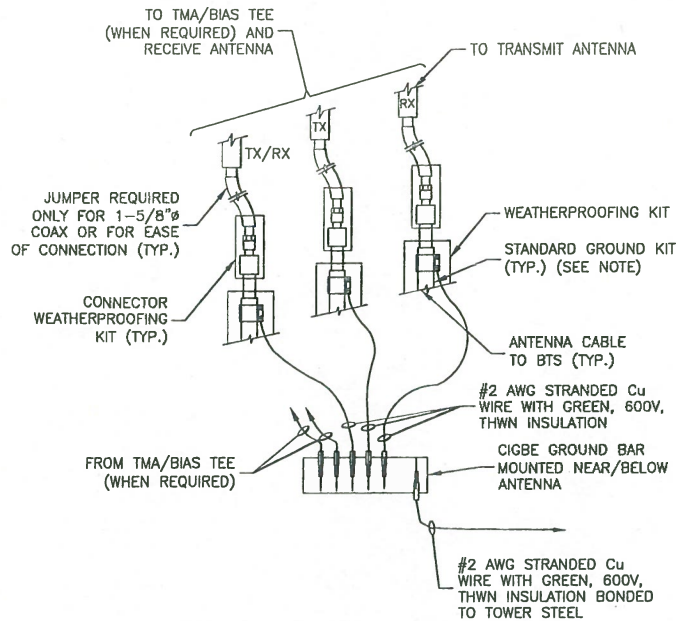 TO TMA/BIAS TEE
(WHEN REQUIRED) AND
RECEIVE ANTENNA
TO TRANSMIT ANTENNA
RX
TX
TX/RX
JUMPER REQUIRED
ONLY FOR 1-5/8"ø
COAX OR FOR EASE
OF CONNECTION (TYP.)
WEATHERPROOFING KIT
STANDARD GROUND KIT
(TYP.) (SEE NOTE)
CONNECTOR
WEATHERPROOFING
KIT (TYP.)
ANTENNA CABLE
TO BTS (TYP.)
#2 AWG STRANDED Cu
WIRE WITH GREEN, 600V,
THWN INSULATION
FROM TMA/BIAS TEE
(WHEN REQUIRED)
CIGBE GROUND BAR
MOUNTED NEAR/BELOW
ANTENNA
#2 AWG STRANDED Cu
WIRE WITH GREEN, 600V,
THWN INSULATION BONDED
TO TOWER STEEL